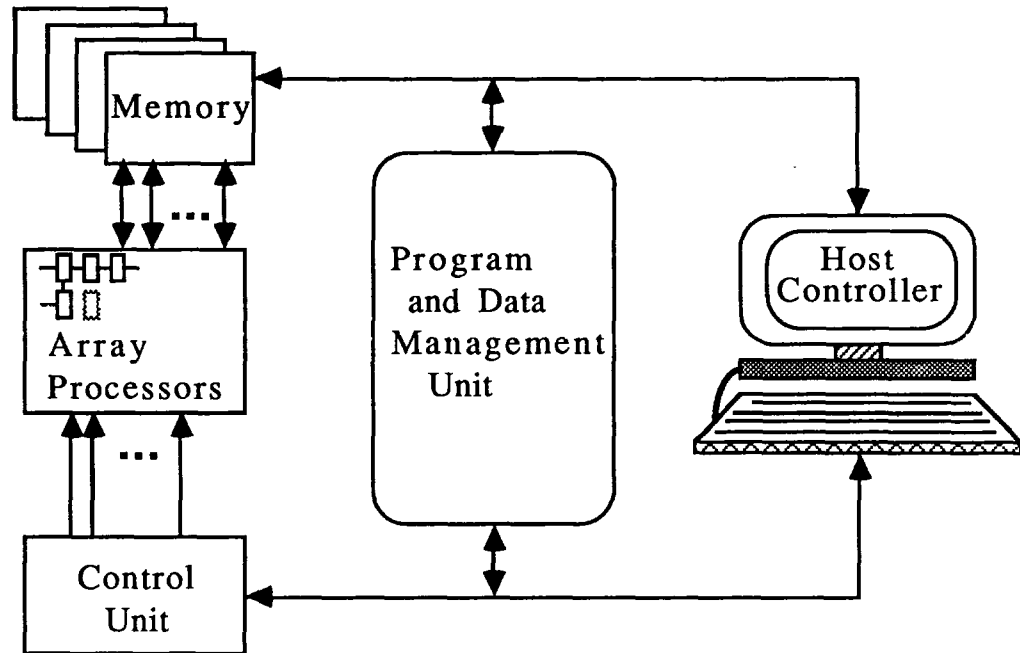 Memory
Array
Processors
Control
Unit
Program
and Data
Management
Unit
Host
Controller